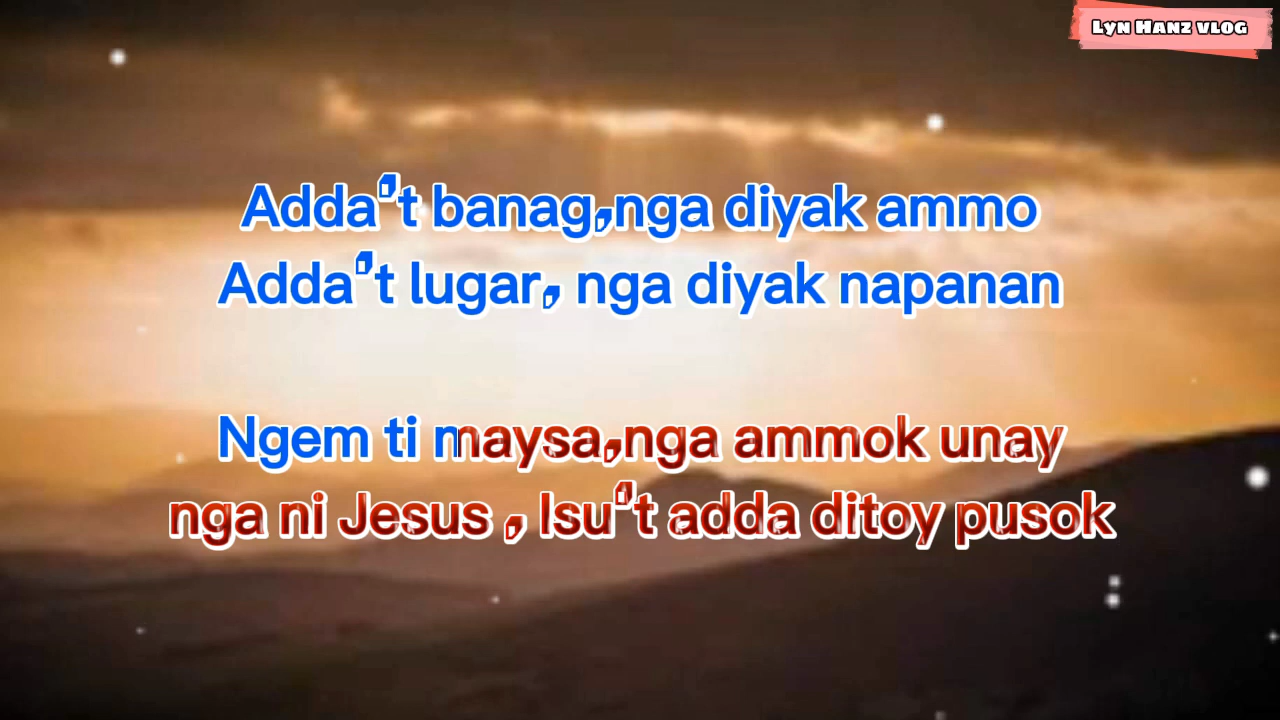 Lyn Hanz vlog
Adda't banag,nga diyak ammo
Adda't lugar, nga diyak napanan
Ngem ti maysa,nga ammok unay
nga ni Jesus , Isu't adda ditoy pusok